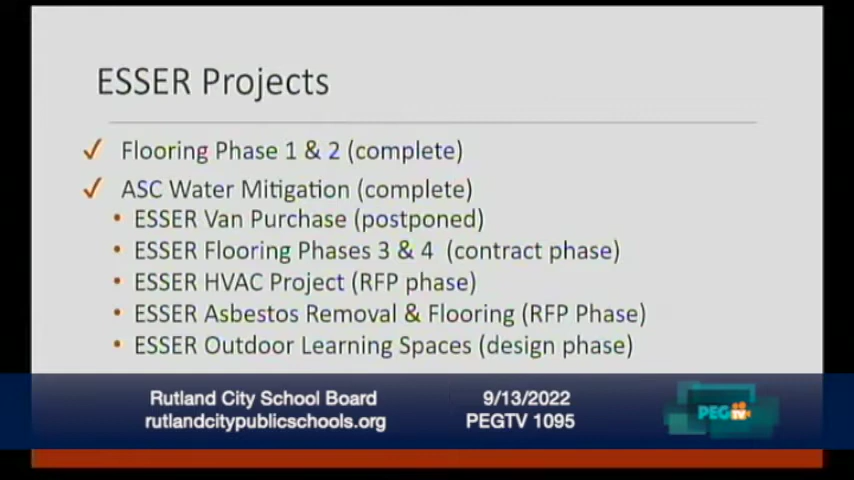 ESSER Projects
✓ Flooring Phase 1 & 2 (complete)
✓ ASC Water Mitigation (complete)
• ESSER Van Purchase (postponed)
• ESSER Flooring Phases 3 & 4 (contract phase)
• ESSER HVAC Project (RFP phase)
• ESSER Asbestos Removal & Flooring (RFP Phase)
• ESSER Outdoor Learning Spaces (design phase)
Rutland City School Board 9/13/2022
rutlandcitypublicschools.org PEGTV 1095
PEGTV